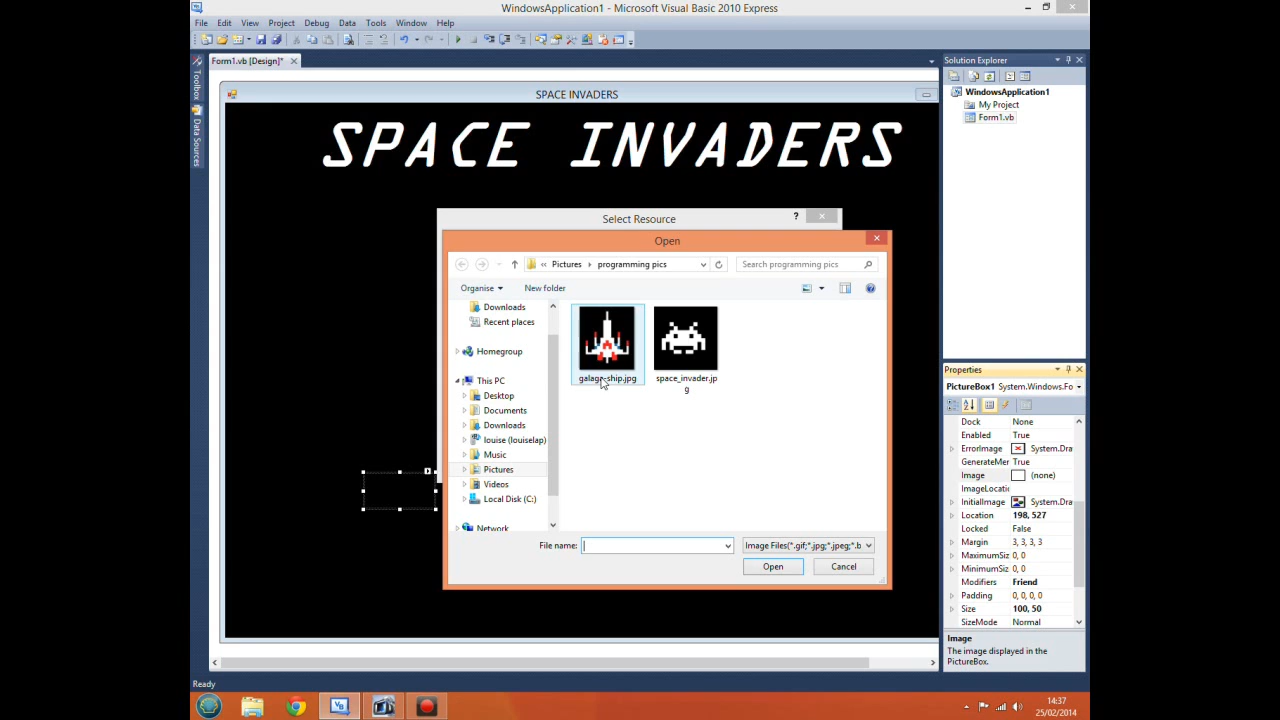 WindowsApplication1 - Microsoft Visual Basic 2010 Express
File Edit View Project Debug Data Tools Window Help
Form1.vb [Design]*
Toolbox
Data Sources
SPACE INVADERS
SPACE INVADERS
Select Resource
Open
Pictures programming pics
Search programming pics
Organise
New folder
Downloads
Recent places
Homegroup
This PC
Desktop
Documents
Downloads
louise (louiselap)
Music
Pictures
Videos
Local Disk (C:)
Network
galaga-ship.jpg
space_invader.jp
g
File name:
Image Files(*.gif;*.jpg;*.jpeg;*.b
Open
Cancel
Solution Explorer
WindowsApplication1
My Project
Form1.vb
Properties
PictureBox1 System.Windows.Fo
Dock None
Enabled True
ErrorImage System.Dra
GenerateMer True
Image (none)
ImageLocatio
InitialImage System.Dra
Location 198, 527
Locked False
Margin 3, 3, 3, 3
MaximumSiz 0, 0
MinimumSiz 0, 0
Modifiers Friend
Padding 0, 0, 0, 0
Size 100, 50
SizeMode Normal
Image
The image displayed in the
PictureBox.
Ready
14:37
25/02/2014